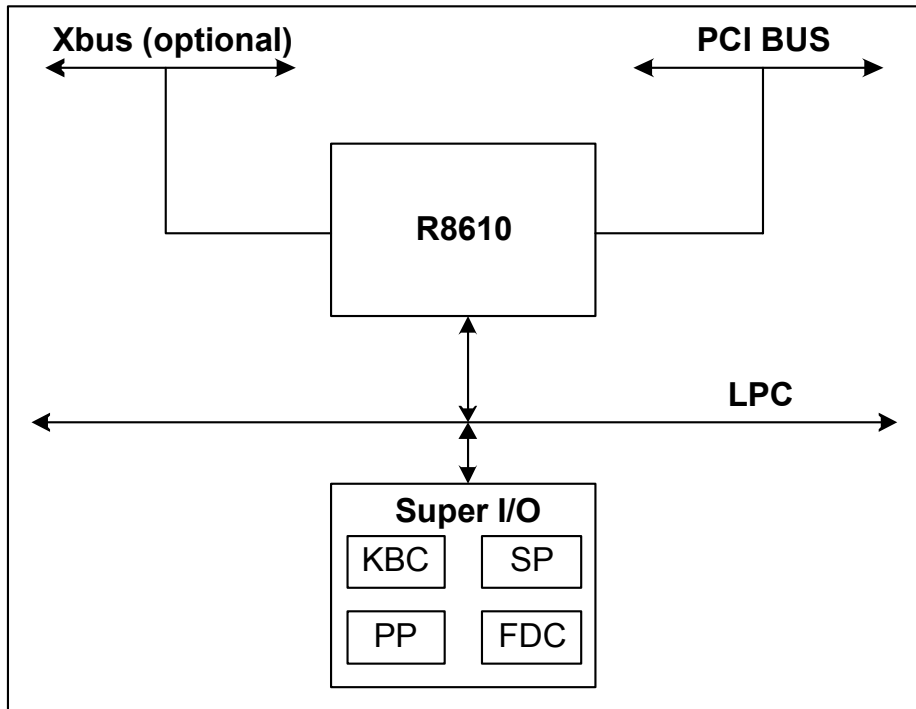 Xbus (optional)
PCI BUS
R8610
LPC
Super I/O
KBC
SP
PP
FDC